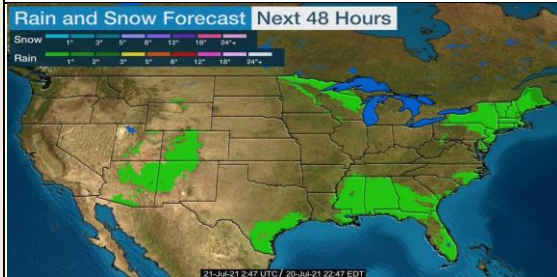 Rain and Snow Forecast Next 48 Hours
Snow 1" 3" 5" 8" 12" 18" 24"+
Rain 1" 2" 3" 5" 8" 12" 18" 24"+
21-Jul-21 2:47 UTC / 20-Jul-21 22:47 EDT